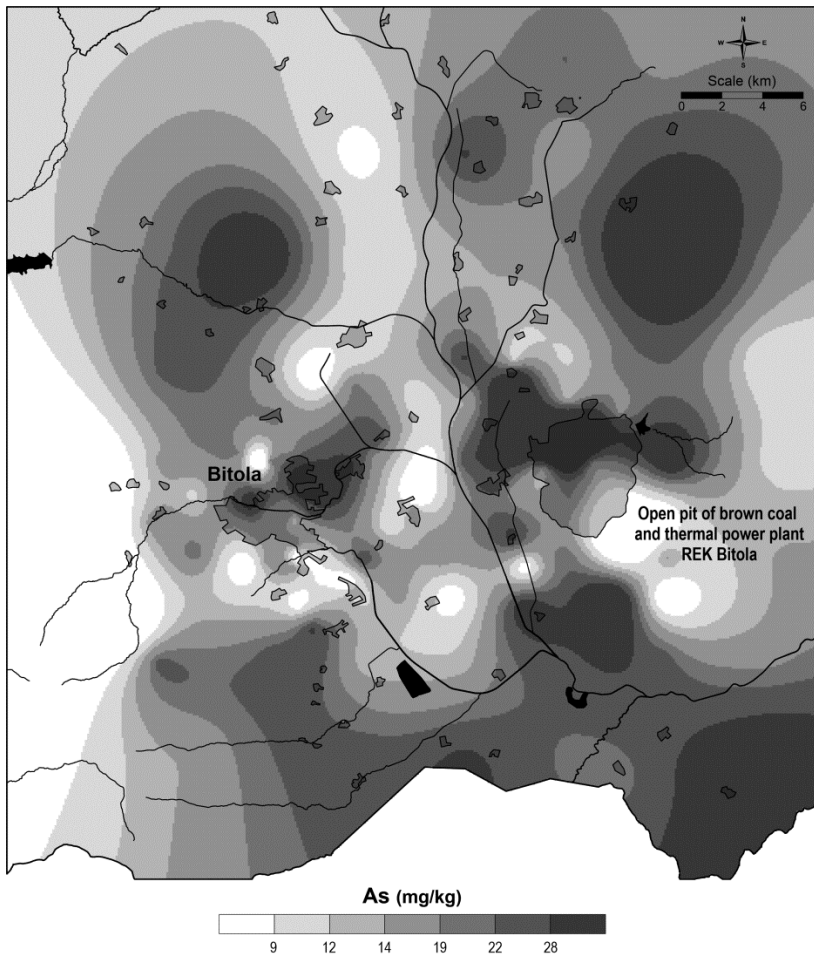 N
W E
S
Scale (km)
0 2 4 6
Bitola
Open pit of brown coal
and thermal power plant
REK Bitola
As (mg/kg)
9 12 14 19 22 28